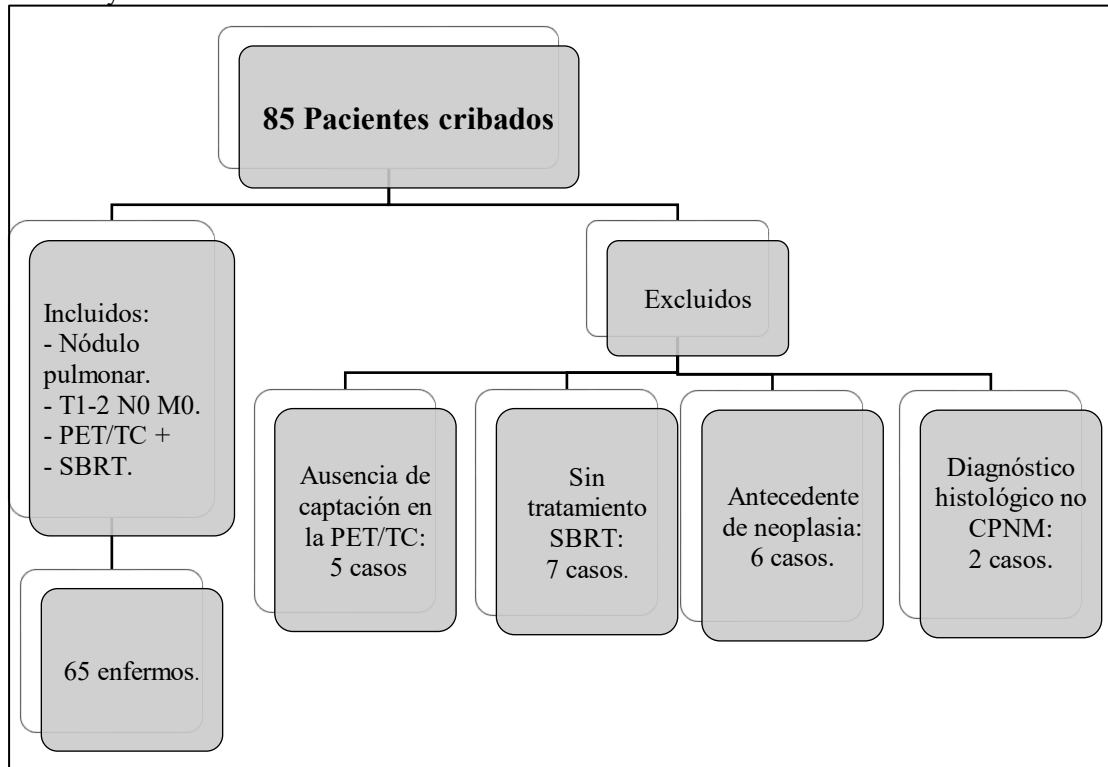 85 Pacientes cribados
Incluidos:
- Nódulo
pulmonar.
- T1-2 N0 M0.
- PET/TC +
- SBRT.
Excluidos
Ausencia de
captación en
la PET/TC:
5 casos
Sin
tratamiento
SBRT:
7 casos.
Antecedente
de neoplasia:
6 casos.
Diagnóstico
histológico no
CPNM:
2 casos.
65 enfermos.